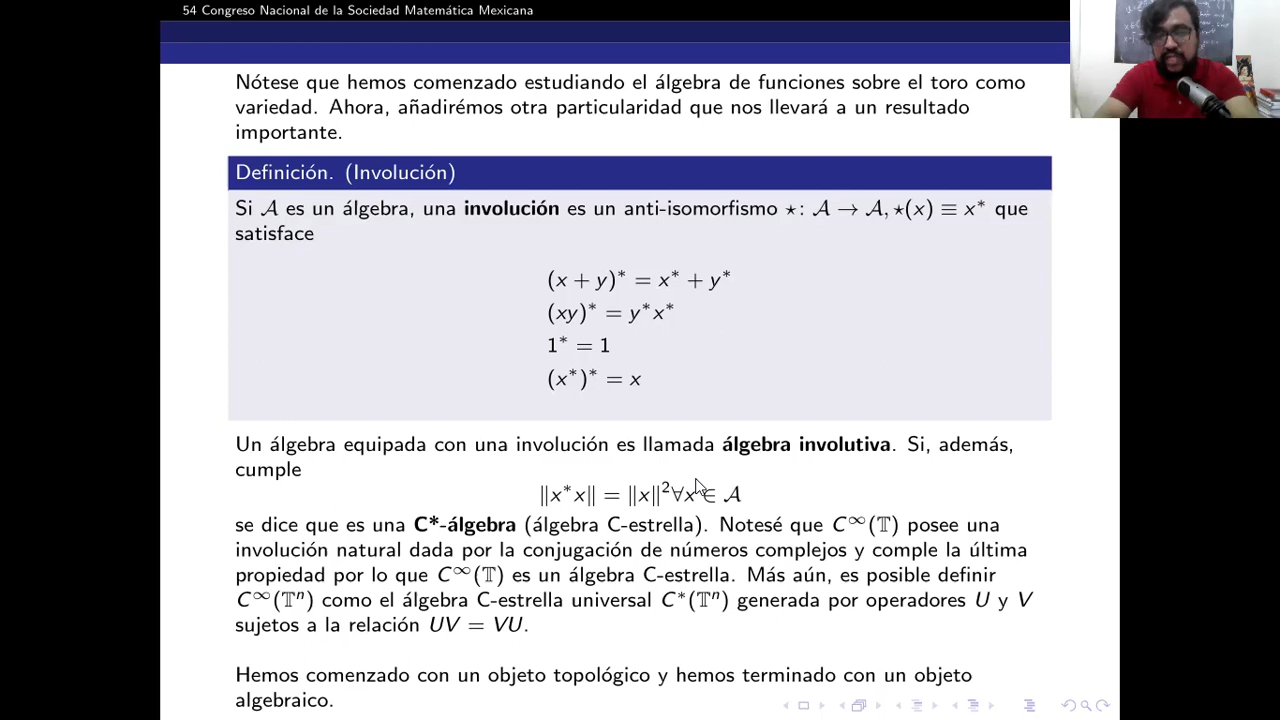 54 Congreso Nacional de la Sociedad Matemática Mexicana
Nótese que hemos comenzado estudiando el álgebra de funciones sobre el toro como
variedad. Ahora, añadirémos otra particularidad que nos llevará a un resultado
importante.
Definición. (Involución)
Si 𝒜 es un álgebra, una involución es un anti-isomorfismo ⋆: 𝒜 → 𝒜, ⋆(x) ≡ x* que
satisface
(x + y)* = x* + y*
(xy)* = y*x*
1* = 1
(x*)* = x
Un álgebra equipada con una involución es llamada álgebra involutiva. Si, además,
cumple
‖x*x‖ = ‖x‖²∀x ∈ 𝒜
se dice que es una C*-álgebra (álgebra C-estrella). Notesé que C∞(𝕋) posee una
involución natural dada por la conjugación de números complejos y comple la última
propiedad por lo que C∞(𝕋) es un álgebra C-estrella. Más aún, es posible definir
C∞(𝕋ⁿ) como el álgebra C-estrella universal C*(𝕋ⁿ) generada por operadores U y V
sujetos a la relación UV = VU.
Hemos comenzado con un objeto topológico y hemos terminado con un objeto
algebraico.